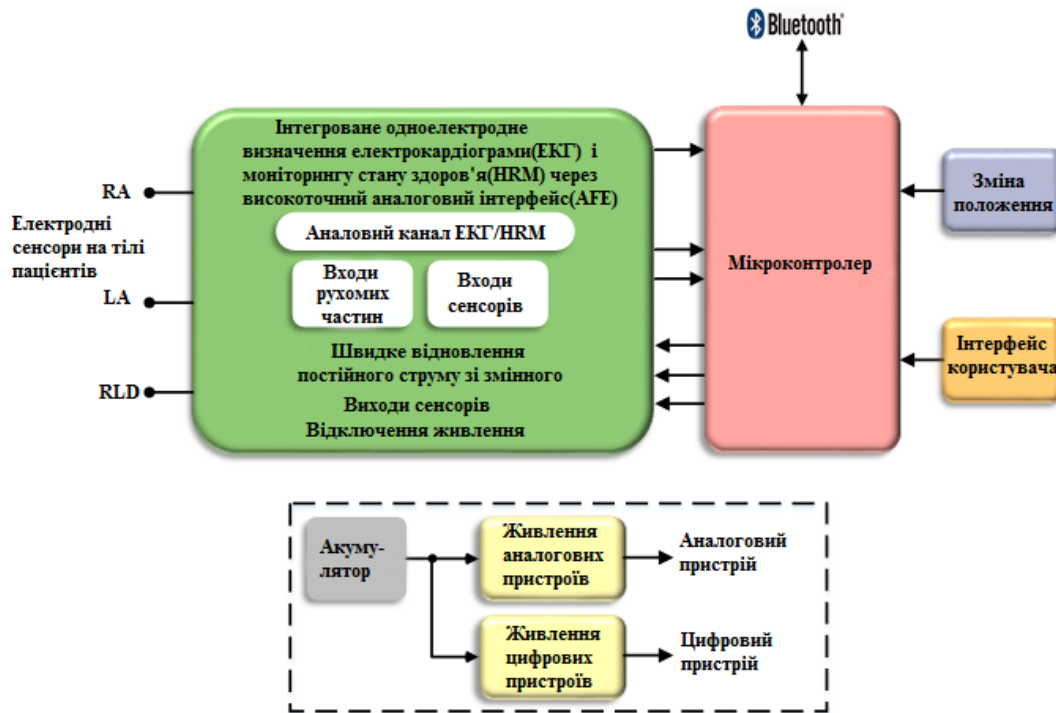 Bluetooth®
Інтегроване одноелектродне
визначення електрокардіограми(ЕКГ) і
моніторингу стану здоров'я(HRM) через
високоточний аналоговий інтерфейс(AFE)
Аналовий канал ЕКГ/HRM
Входи
рухомих
частин
Входи
сенсорів
Швидке відновлення
постійного струму зі змінного
Виходи сенсорів
Відключення живлення
RA
Електродні
сенсори на тілі
пацієнтів
LA
RLD
Мікроконтролер
Зміна
положення
Інтерфейс
користувача
Акуму-
лятор
Живлення
аналогових
пристроїв
Аналоговий
пристрій
Живлення
цифрових
пристроїв
Цифровий
пристрій